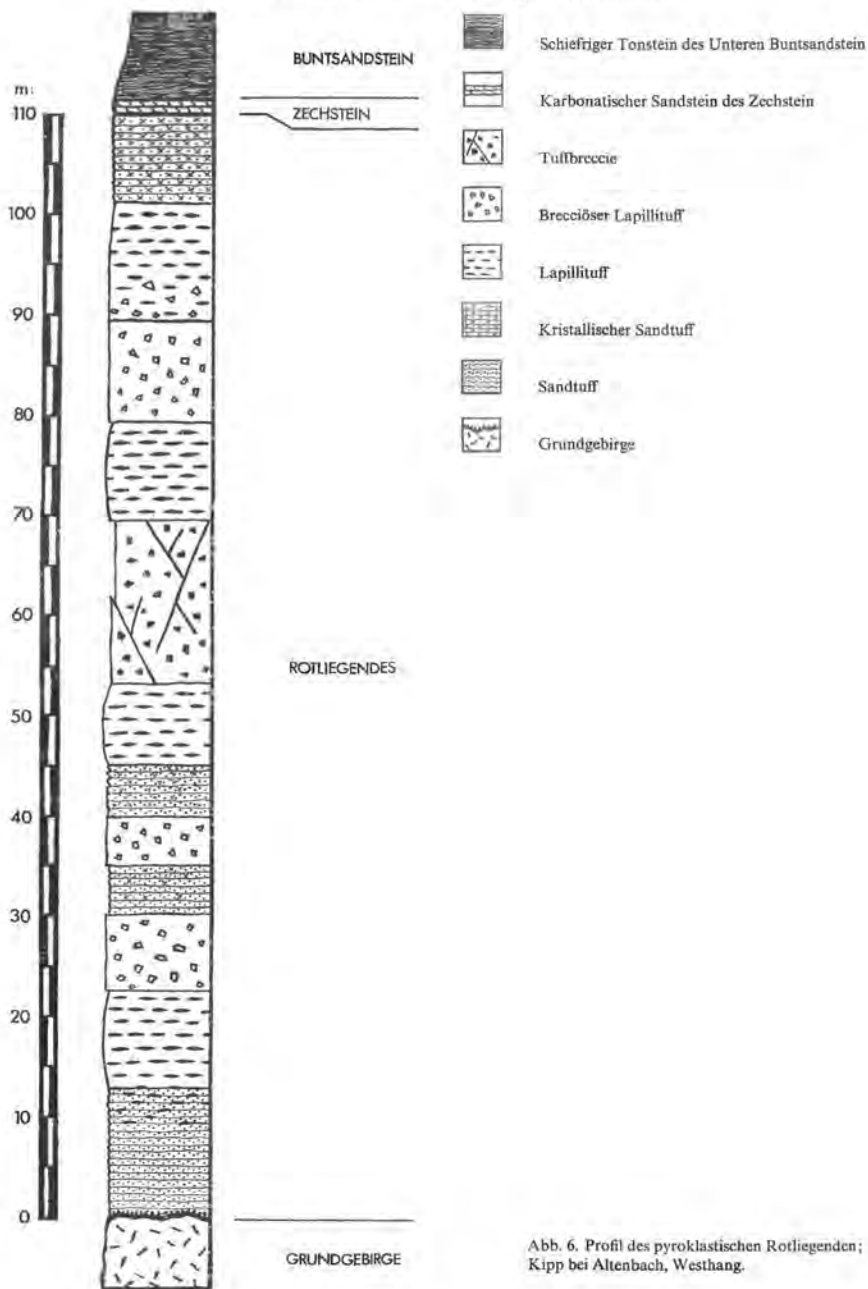 m:
110
100
90
80
70
60
50
40
30
20
10
0
BUNTSANDSTEIN
ZECHSTEIN
ROTLIEGENDES
GRUNDGEBIRGE
Schiefriger Tonstein des Unteren Buntsandstein
Karbonatischer Sandstein des Zechstein
Tuffbreccie
Brecciöser Lapillituff
Lapillituff
Kristallischer Sandtuff
Sandtuff
Grundgebirge
Abb. 6. Profil des pyroklastischen Rotliegenden;
Kipp bei Altenbach, Westhang.